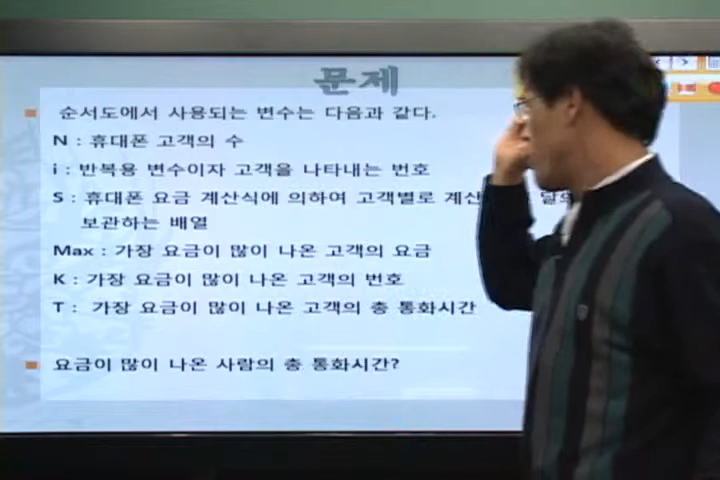 문제
순서도에서 사용되는 변수는 다음과 같다.
N : 휴대폰 고객의 수
i : 반복용 변수이자 고객을 나타내는 번호
S : 휴대폰 요금 계산식에 의하여 고객별로 계산
보관하는 배열
Max : 가장 요금이 많이 나온 고객의 요금
K : 가장 요금이 많이 나온 고객의 번호
T : 가장 요금이 많이 나온 고객의 총 통화시간
요금이 많이 나온 사람의 총 통화시간?